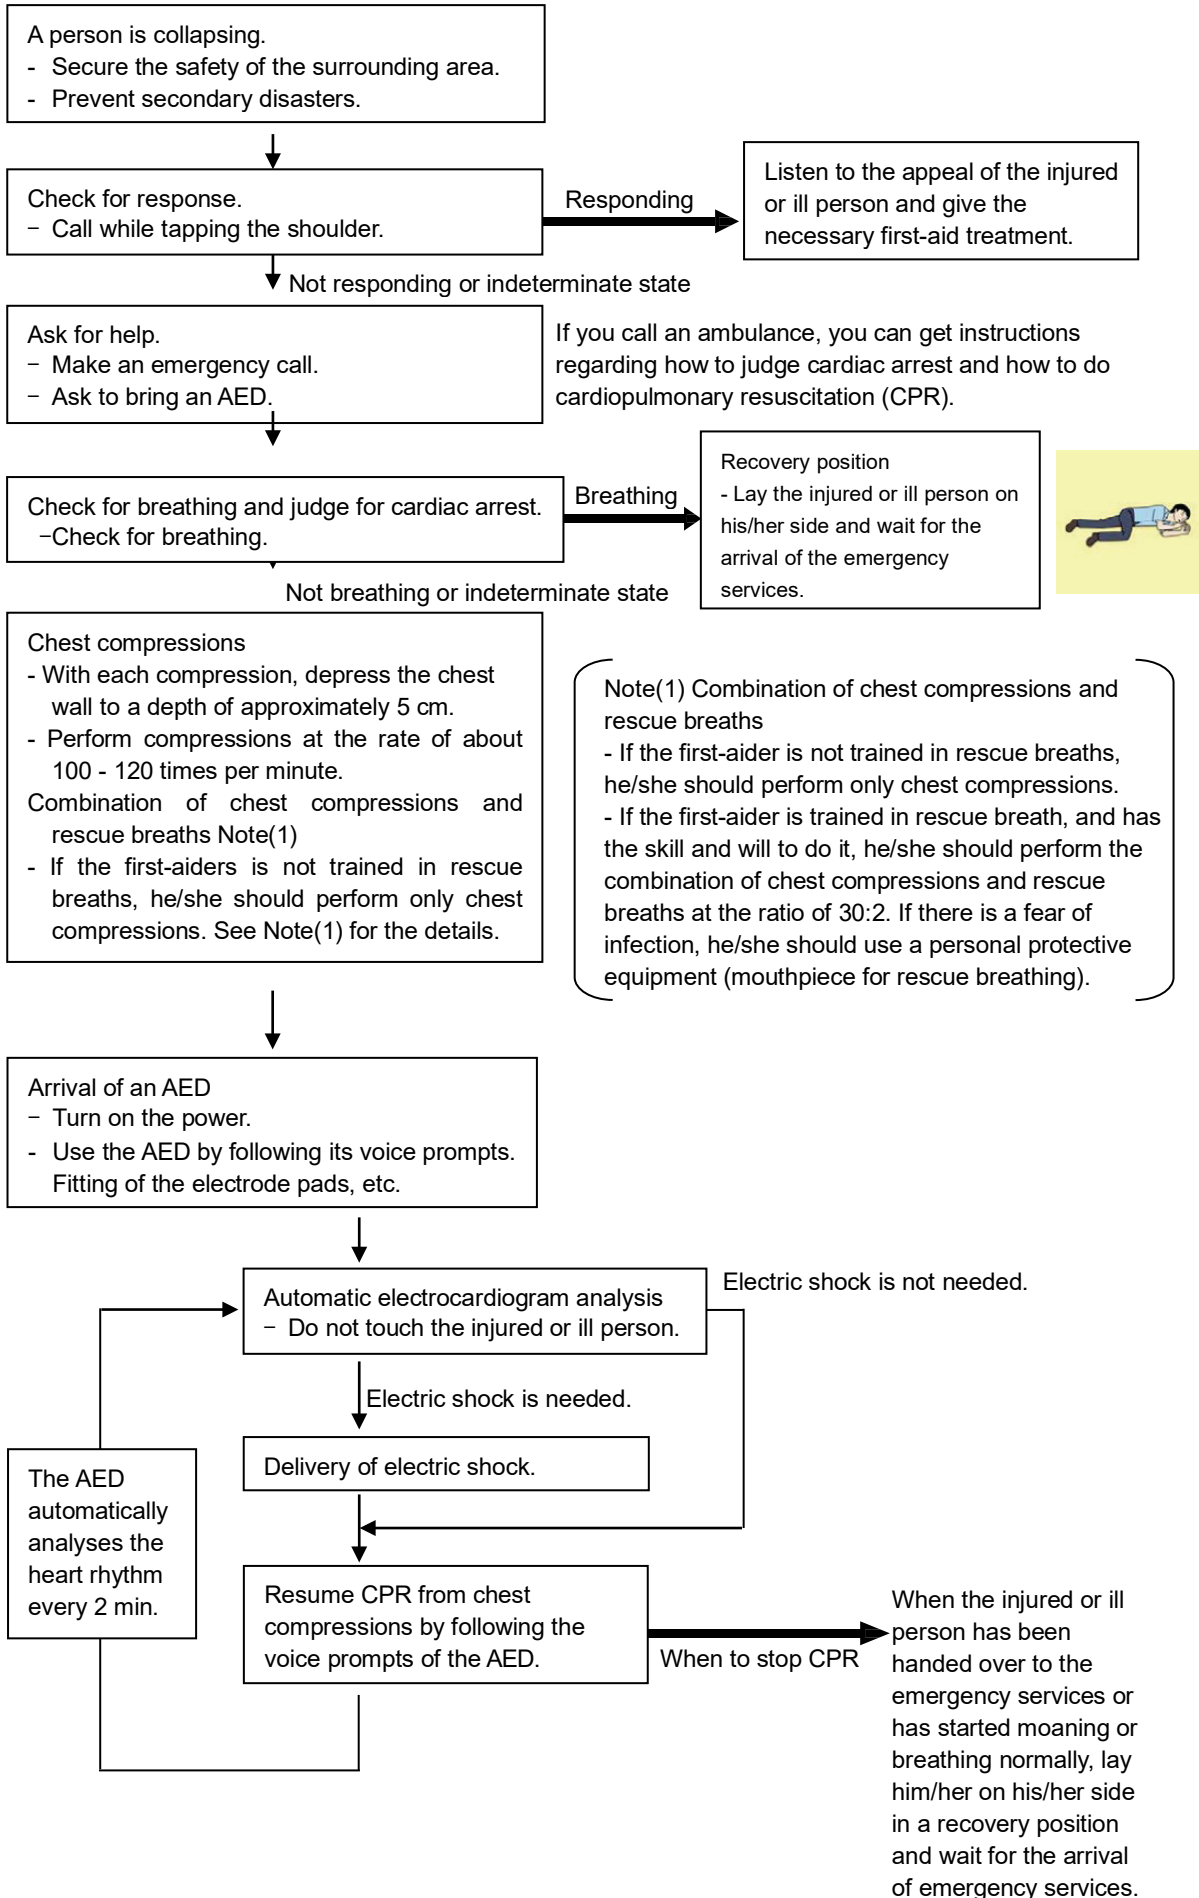 A person is collapsing.
- Secure the safety of the surrounding area.
- Prevent secondary disasters.
Check for response.
- Call while tapping the shoulder.
Responding
Listen to the appeal of the injured
or ill person and give the
necessary first-aid treatment.
Not responding or indeterminate state
Ask for help.
- Make an emergency call.
- Ask to bring an AED.
If you call an ambulance, you can get instructions
regarding how to judge cardiac arrest and how to do
cardiopulmonary resuscitation (CPR).
Check for breathing and judge for cardiac arrest.
-Check for breathing.
Breathing
Recovery position
- Lay the injured or ill person on
his/her side and wait for the
arrival of the emergency
services.
Not breathing or indeterminate state
Chest compressions
- With each compression, depress the chest
wall to a depth of approximately 5 cm.
- Perform compressions at the rate of about
100 - 120 times per minute.
Combination of chest compressions and
rescue breaths Note(1)
- If the first-aiders is not trained in rescue
breaths, he/she should perform only chest
compressions. See Note(1) for the details.
Note(1) Combination of chest compressions and
rescue breaths
- If the first-aider is not trained in rescue breaths,
he/she should perform only chest compressions.
- If the first-aider is trained in rescue breath, and has
the skill and will to do it, he/she should perform the
combination of chest compressions and rescue
breaths at the ratio of 30:2. If there is a fear of
infection, he/she should use a personal protective
equipment (mouthpiece for rescue breathing).
Arrival of an AED
- Turn on the power.
- Use the AED by following its voice prompts.
Fitting of the electrode pads, etc.
Automatic electrocardiogram analysis
- Do not touch the injured or ill person.
Electric shock is not needed.
Electric shock is needed.
Delivery of electric shock.
The AED
automatically
analyses the
heart rhythm
every 2 min.
Resume CPR from chest
compressions by following the
voice prompts of the AED.
When to stop CPR
When the injured or ill
person has been
handed over to the
emergency services or
has started moaning or
breathing normally, lay
him/her on his/her side
in a recovery position
and wait for the arrival
of emergency services.